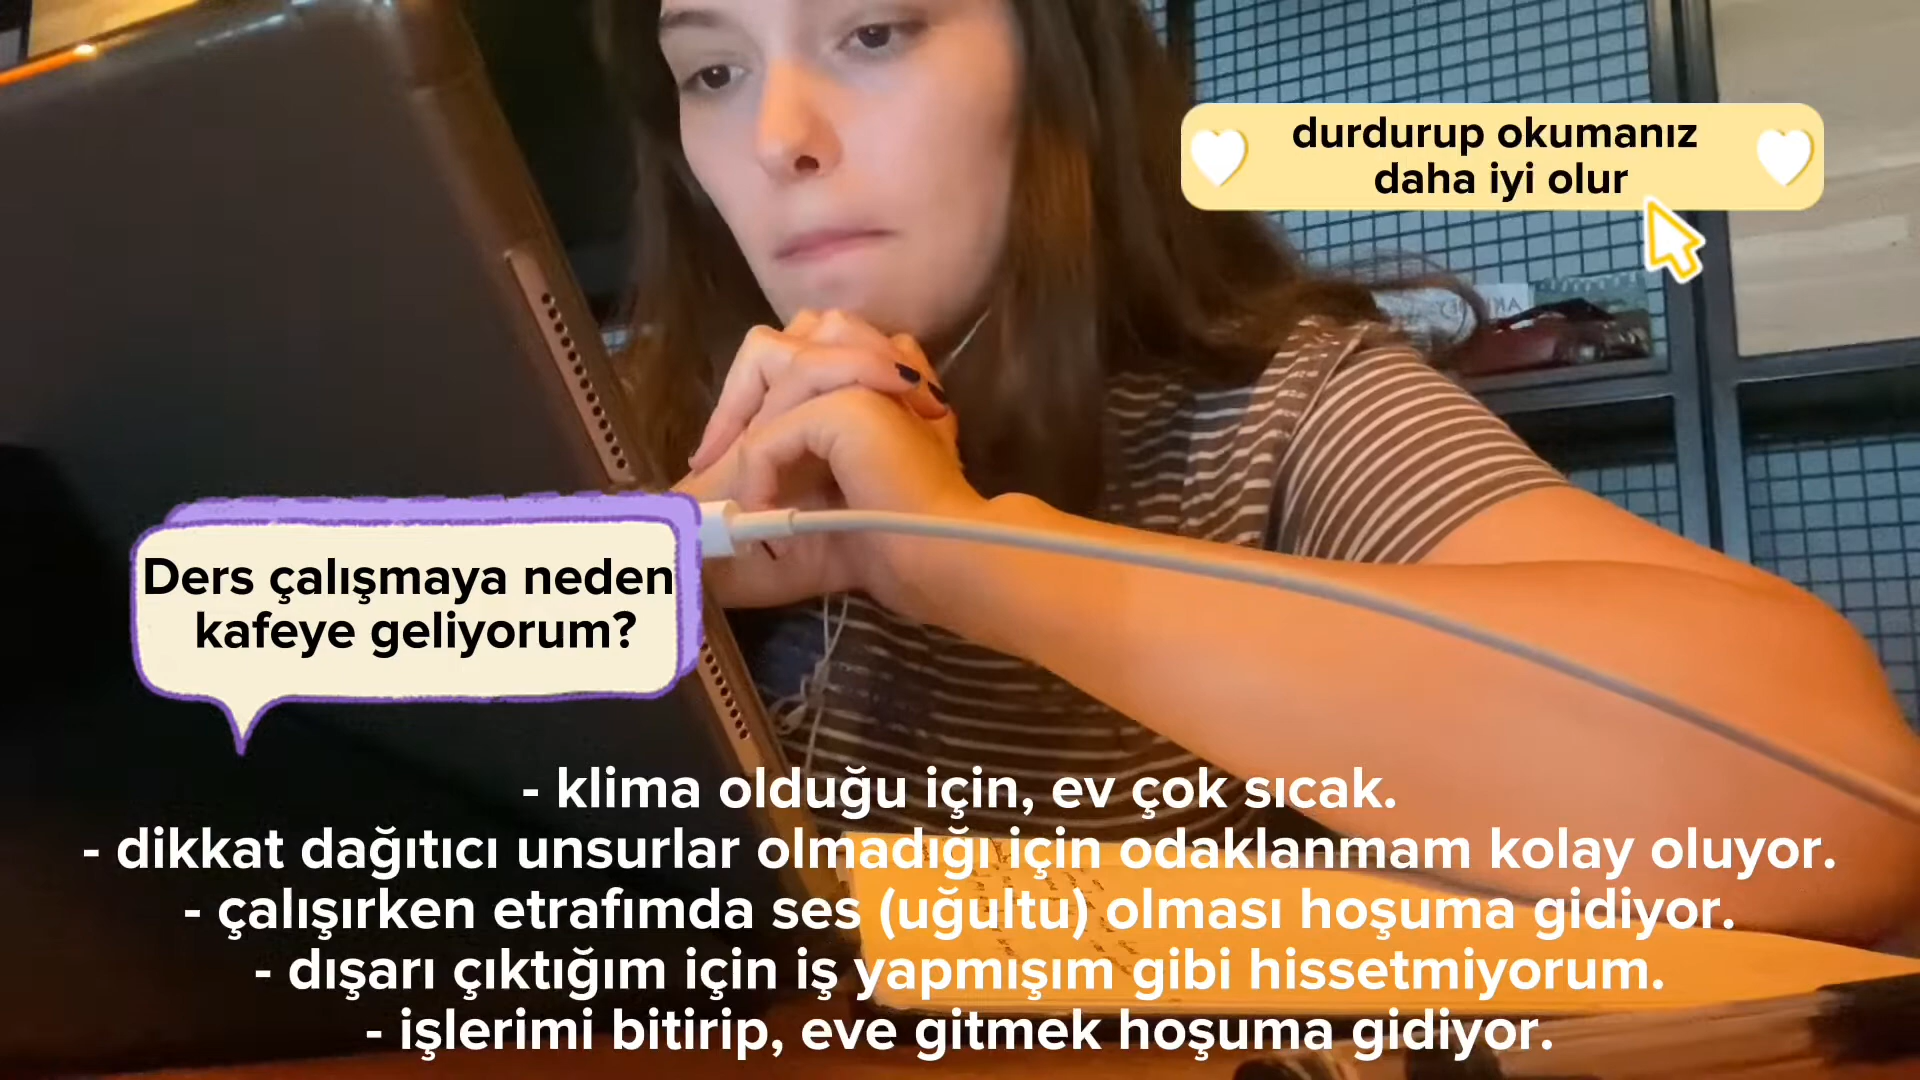 durdurup okumanız
daha iyi olur
Ders çalışmaya neden
kafeye geliyorum?
- klima olduğu için, ev çok sıcak.
- dikkat dağıtıcı unsurlar olmadığı için odaklanmam kolay oluyor.
- çalışırken etrafımda ses (uğultu) olması hoşuma gidiyor.
- dışarı çıktığım için iş yapmışım gibi hissetmiyorum.
- işlerimi bitirip, eve gitmek hoşuma gidiyor.